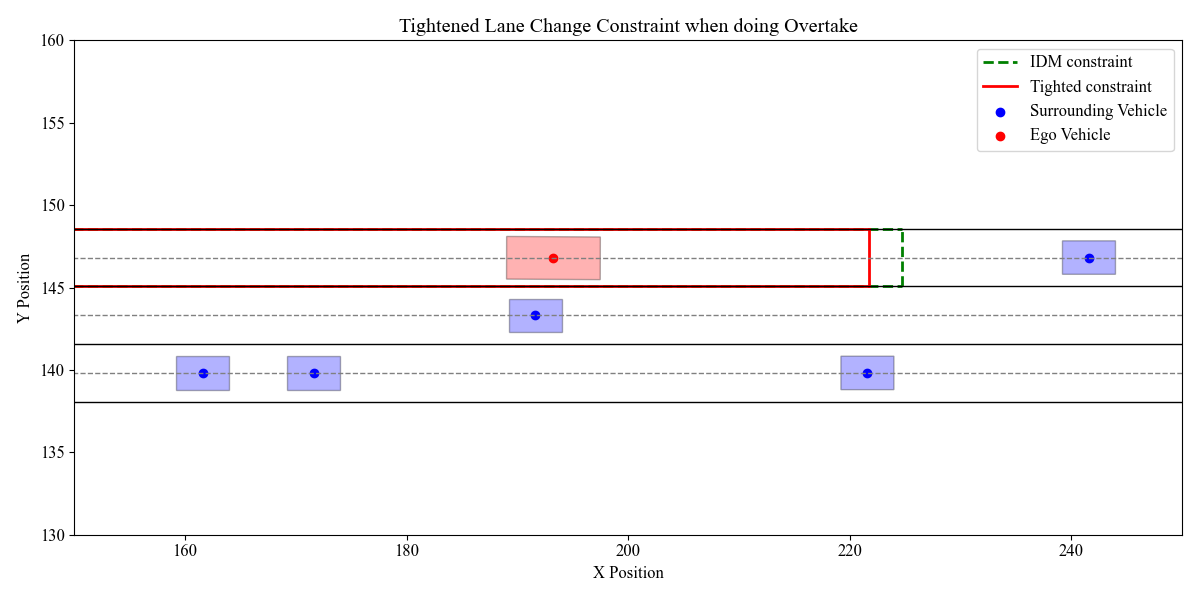 Tightened Lane Change Constraint when doing Overtake
160
155
150
145
140
135
130
Y Position
IDM constraint
Tighted constraint
Surrounding Vehicle
Ego Vehicle
160 180 200 220 240
X Position